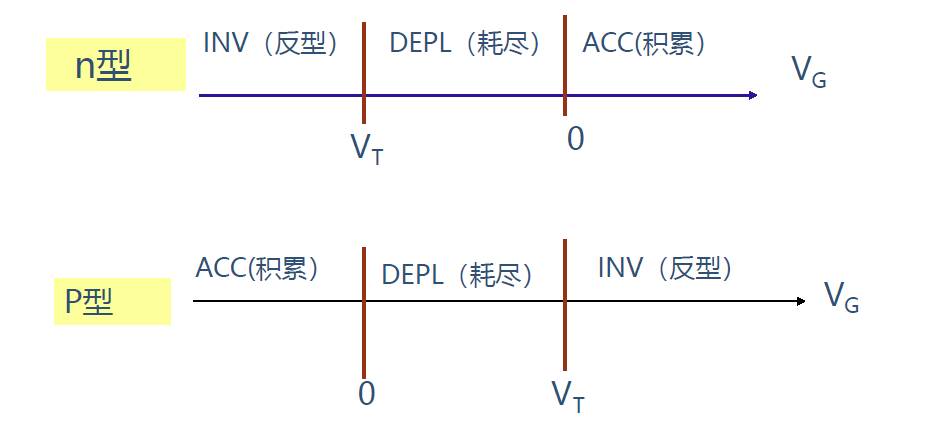 n型
INV（反型） DEPL（耗尽） ACC(积累）
V_G
V_T 0
P型
ACC(积累） DEPL（耗尽） INV（反型）
V_G
0 V_T